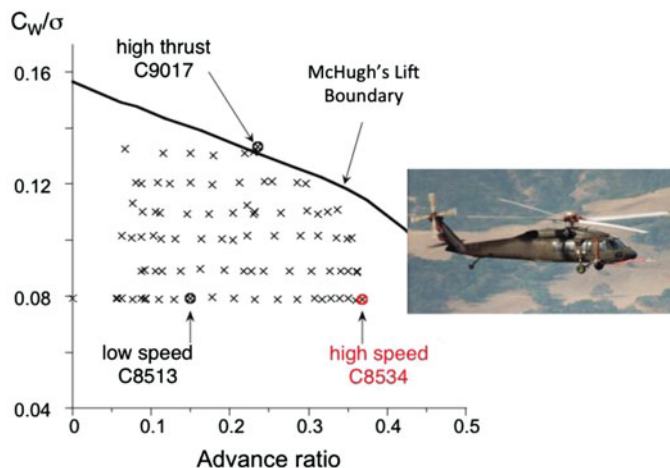 C_W/σ
high thrust
C9017
McHugh's Lift
Boundary
0.16
0.12
0.08
0.04
low speed
C8513
high speed
C8534
0
0.1
0.2
0.3
0.4
0.5
Advance ratio